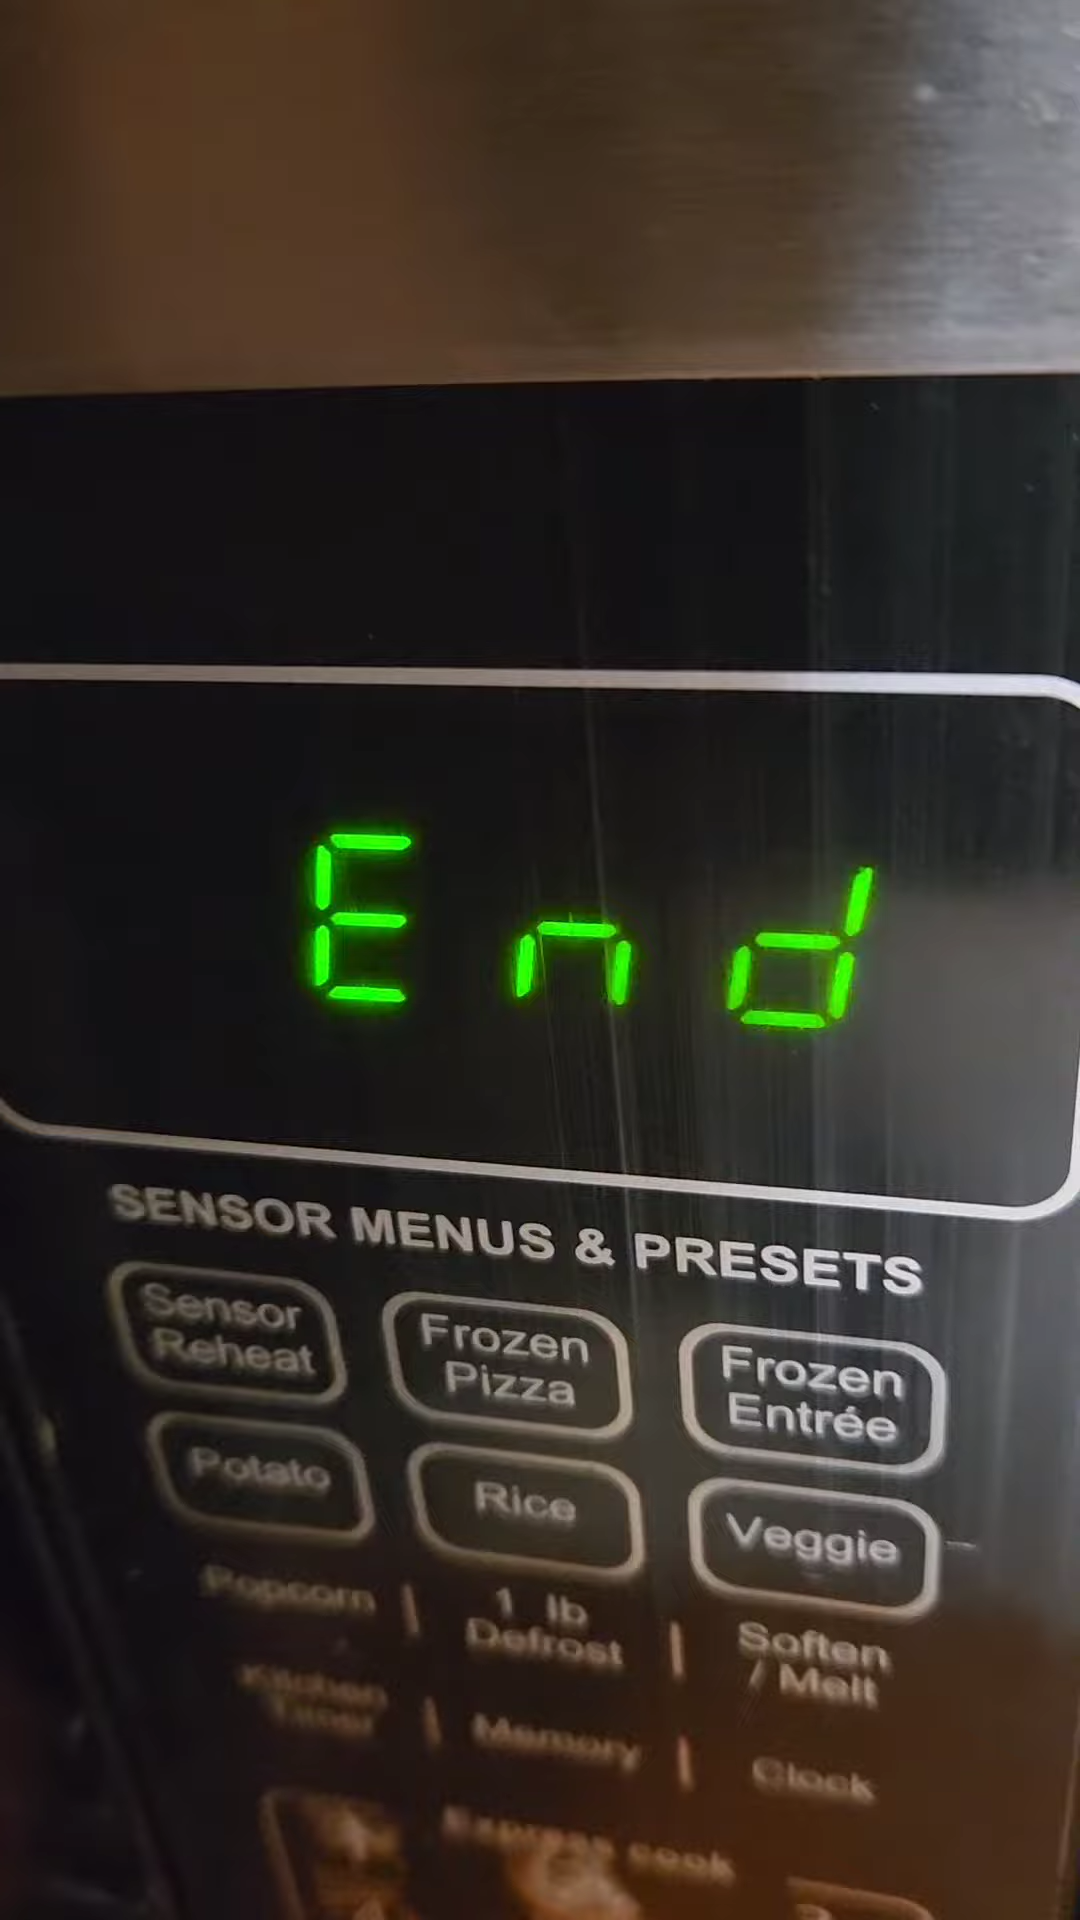 End
SENSOR MENUS & PRESETS
Sensor
Reheat
Frozen
Pizza
Frozen
Entrée
Potato
Rice
Veggie
Popcorn
1 lb
Defrost
Soften
/ Melt
Kitchen
Timer
Memory
Clock
Express cook